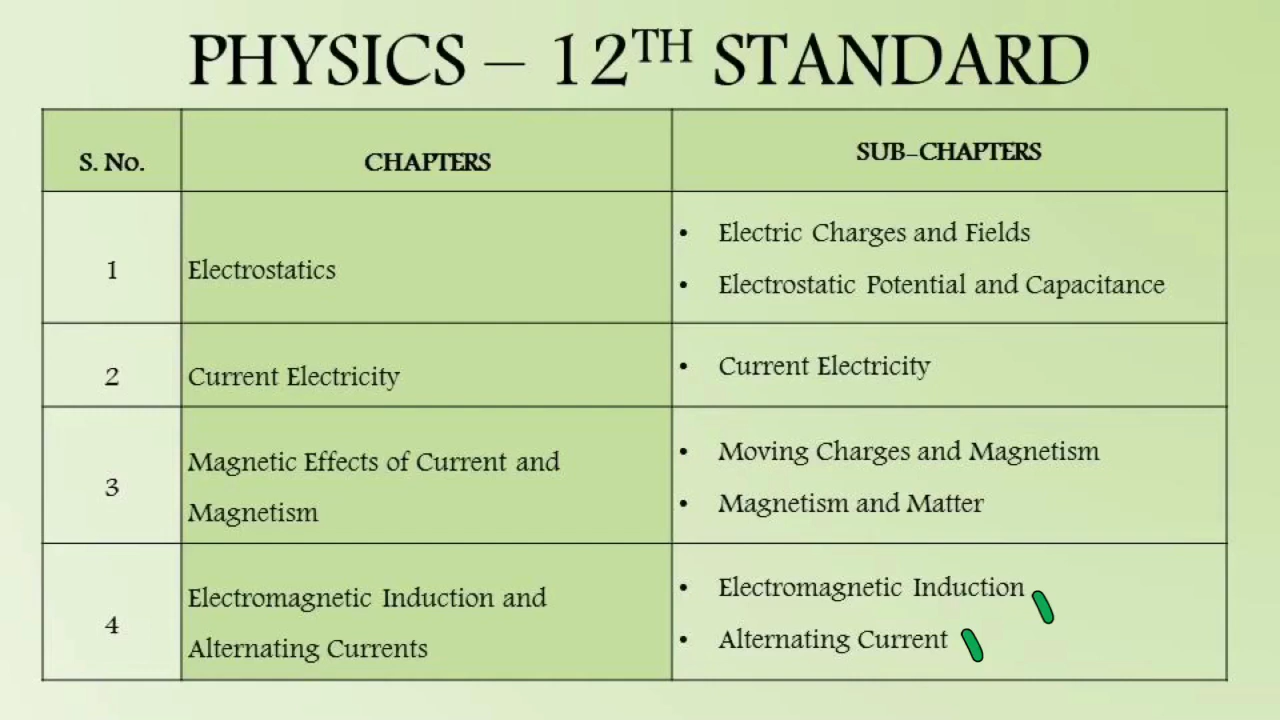 PHYSICS – 12TH STANDARD
S. No.
CHAPTERS
SUB-CHAPTERS
1
Electrostatics
• Electric Charges and Fields
• Electrostatic Potential and Capacitance
2
Current Electricity
• Current Electricity
3
Magnetic Effects of Current and
Magnetism
• Moving Charges and Magnetism
• Magnetism and Matter
4
Electromagnetic Induction and
Alternating Currents
• Electromagnetic Induction
• Alternating Current